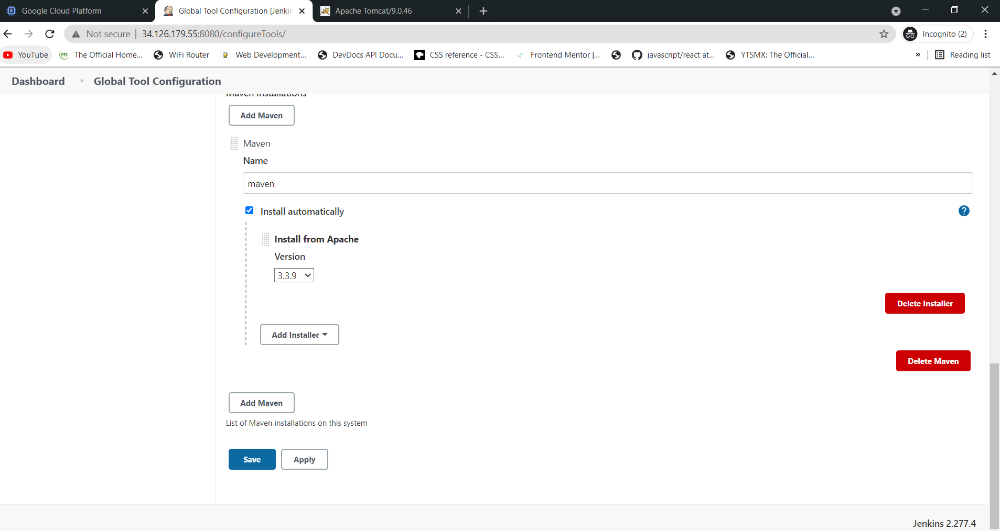 Google Cloud Platform
Global Tool Configuration [Jenkin
Apache Tomcat/9.0.46
Not secure | 34.126.179.55:8080/configureTools/
Incognito (2)
YouTube
YTS
The Official Home...
WiFi Router
Web Development...
DevDocs API Docu...
CSS reference - CSS...
Frontend Mentor |...
javascript/react at...
YTSMX: The Official...
»
Reading list
Dashboard
Global Tool Configuration
Maven installations
Add Maven
Maven
Name
maven
Install automatically
?
Install from Apache
Version
3.3.9
Delete Installer
Add Installer
Delete Maven
Add Maven
List of Maven installations on this system
Save
Apply
Jenkins 2.277.4